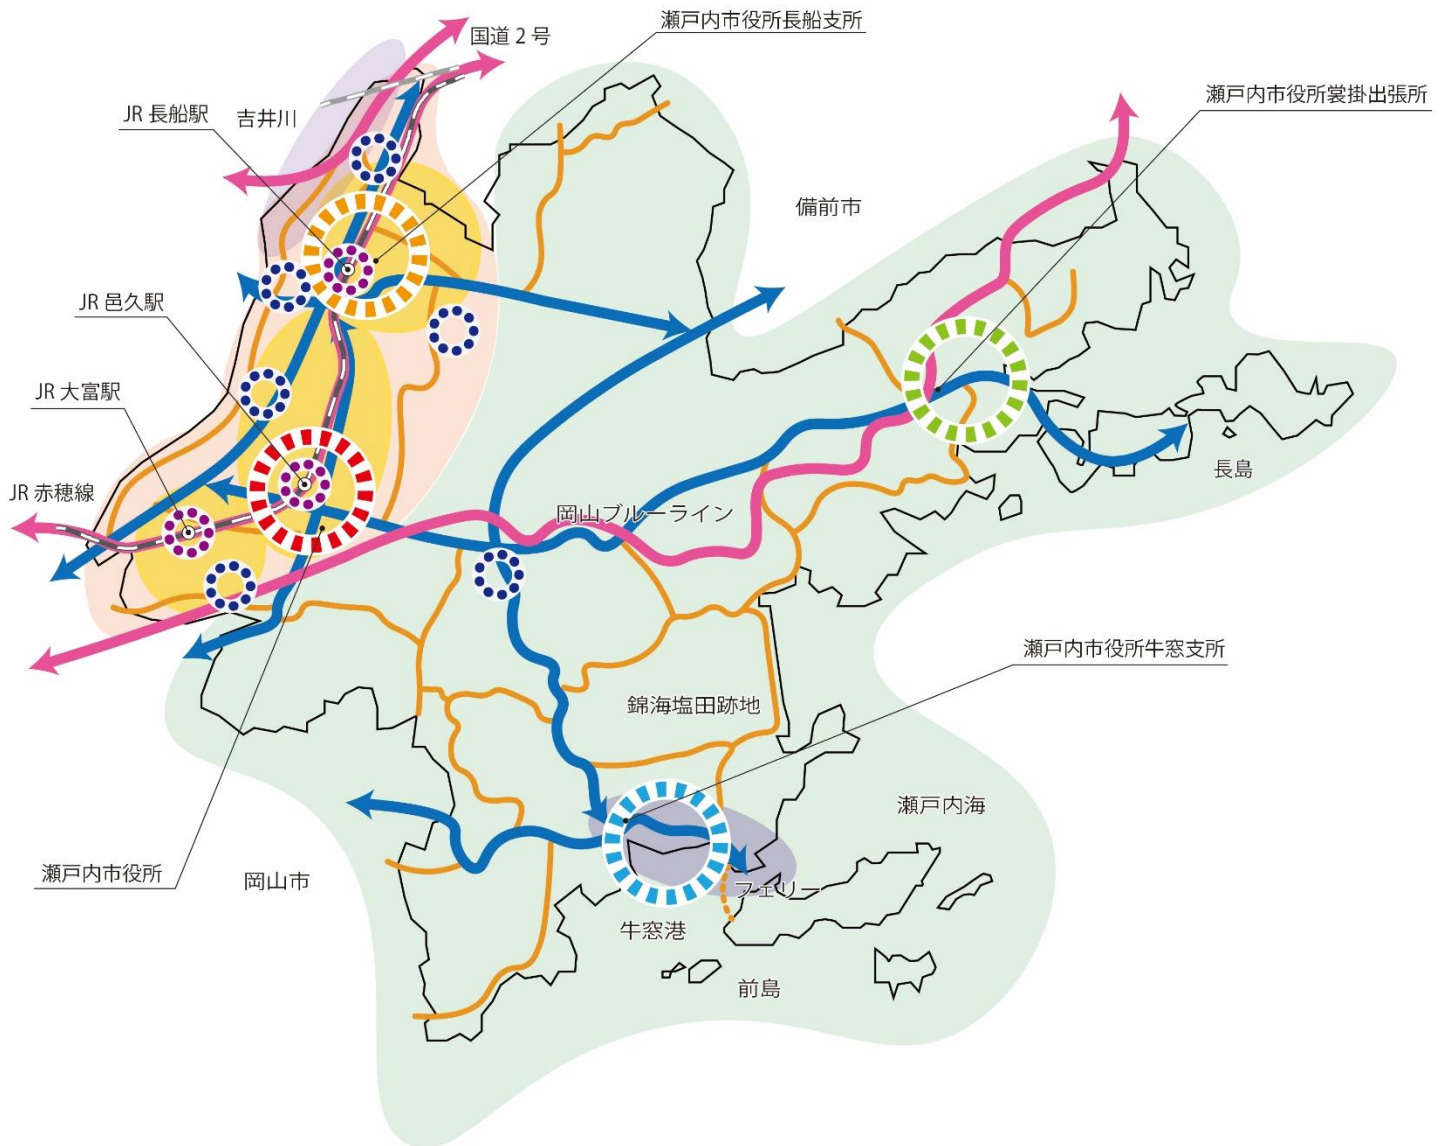 瀬戸内市役所長船支所
国道2号
瀬戸内市役所裳掛出張所
JR 長船駅
吉井川
備前市
JR 邑久駅
JR 大富駅
長島
JR 赤穂線
岡山ブルーライン
瀬戸内市役所牛窓支所
錦海塩田跡地
瀬戸内海
瀬戸内市役所
岡山市
フェリー
牛窓港
前島